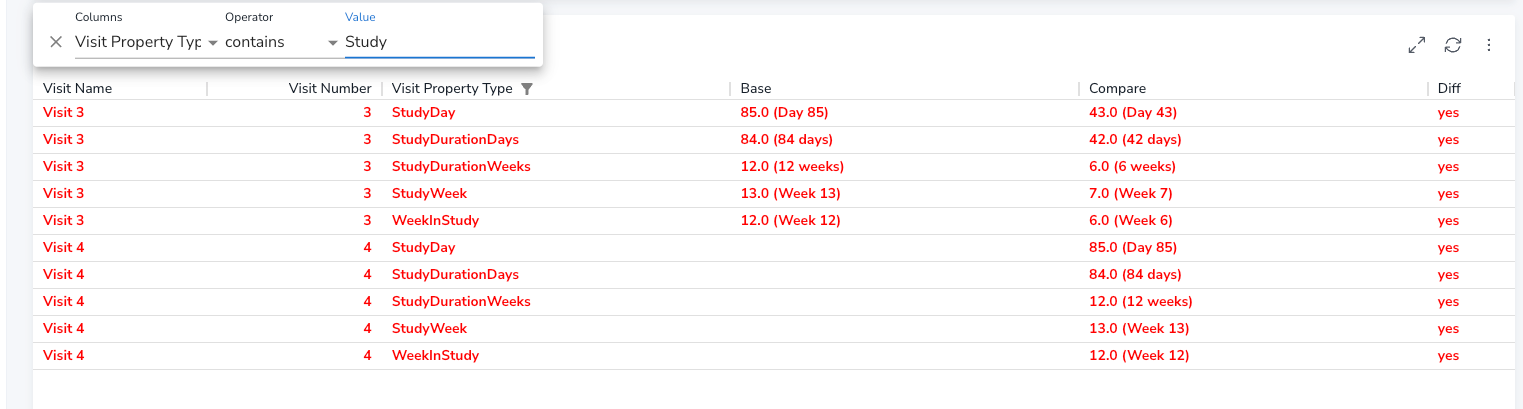 Columns Operator Value
Visit Property Typ contains Study
Visit Name Visit Number Visit Property Type Base Compare Diff
Visit 3 3 StudyDay 85.0 (Day 85) 43.0 (Day 43) yes
Visit 3 3 StudyDurationDays 84.0 (84 days) 42.0 (42 days) yes
Visit 3 3 StudyDurationWeeks 12.0 (12 weeks) 6.0 (6 weeks) yes
Visit 3 3 StudyWeek 13.0 (Week 13) 7.0 (Week 7) yes
Visit 3 3 WeekInStudy 12.0 (Week 12) 6.0 (Week 6) yes
Visit 4 4 StudyDay 85.0 (Day 85) yes
Visit 4 4 StudyDurationDays 84.0 (84 days) yes
Visit 4 4 StudyDurationWeeks 12.0 (12 weeks) yes
Visit 4 4 StudyWeek 13.0 (Week 13) yes
Visit 4 4 WeekInStudy 12.0 (Week 12) yes